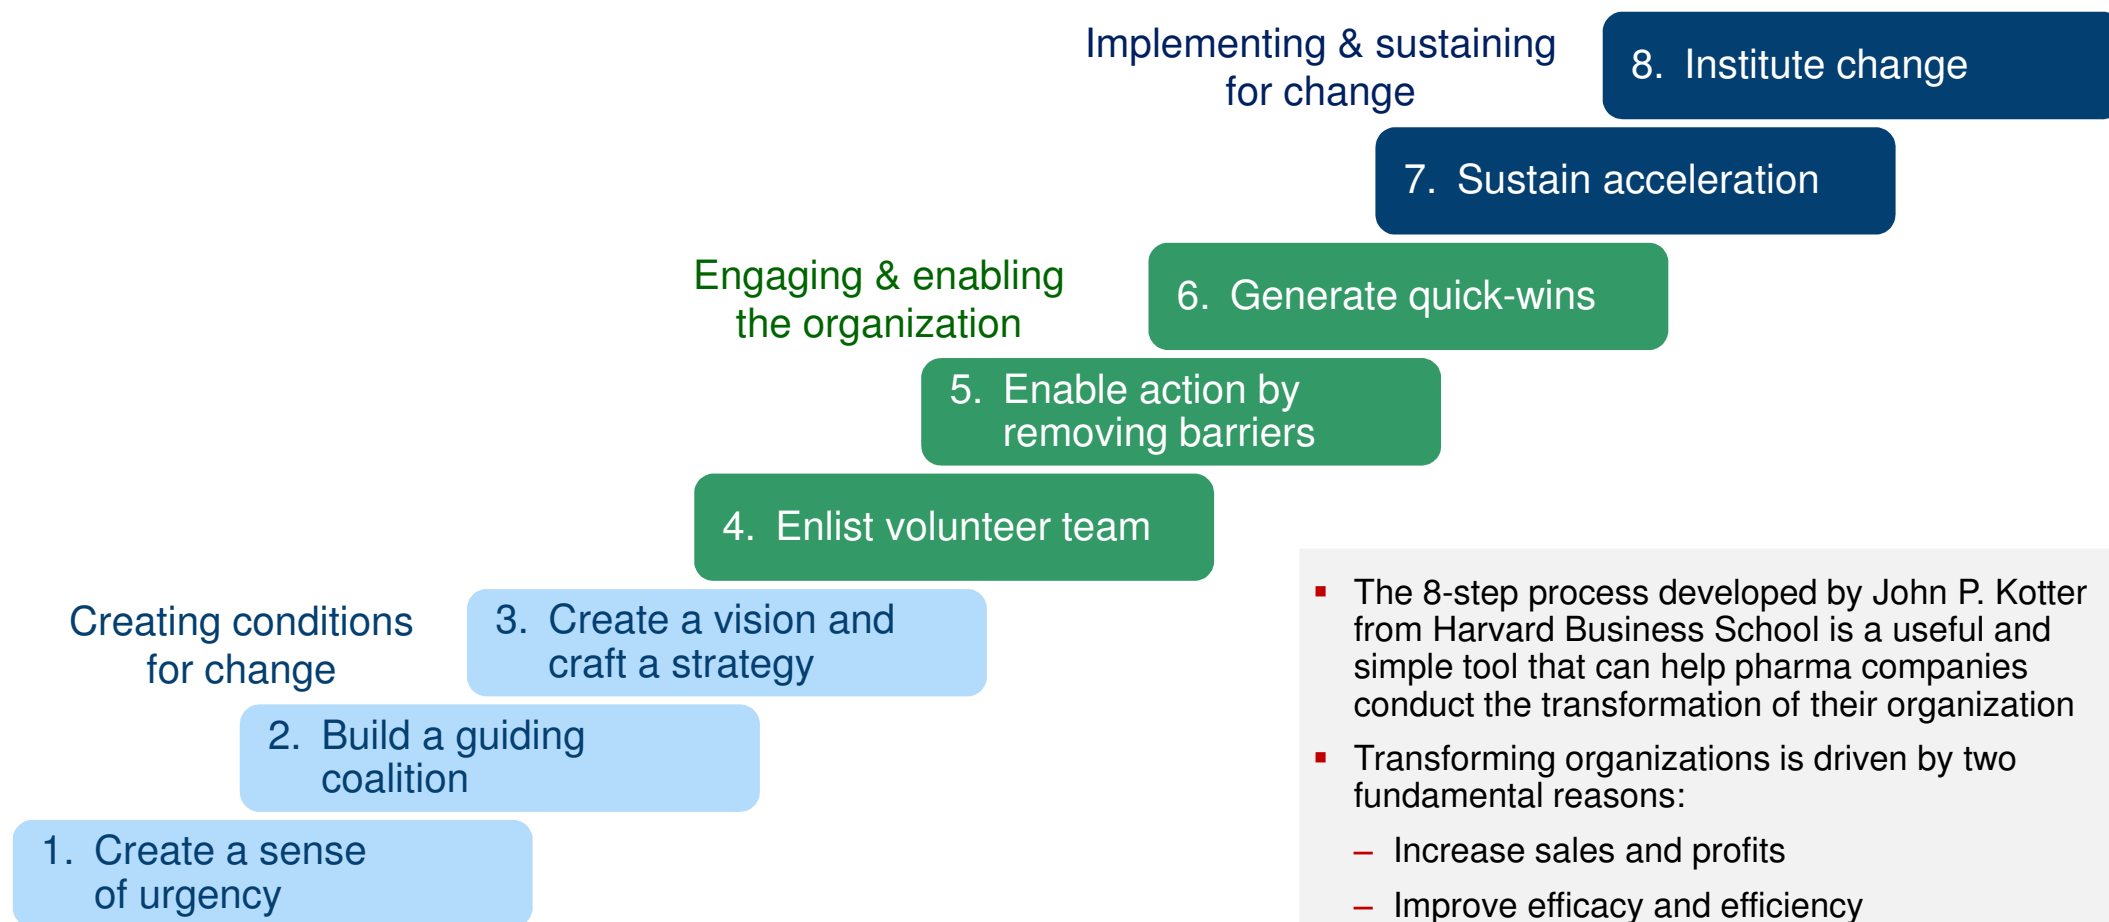 Implementing & sustaining
for change
8. Institute change
7. Sustain acceleration
Engaging & enabling
the organization
6. Generate quick-wins
5. Enable action by
removing barriers
4. Enlist volunteer team
Creating conditions
for change
3. Create a vision and
craft a strategy
2. Build a guiding
coalition
1. Create a sense
of urgency
▪ The 8-step process developed by John P. Kotter
from Harvard Business School is a useful and
simple tool that can help pharma companies
conduct the transformation of their organization
▪ Transforming organizations is driven by two
fundamental reasons:
– Increase sales and profits
– Improve efficacy and efficiency